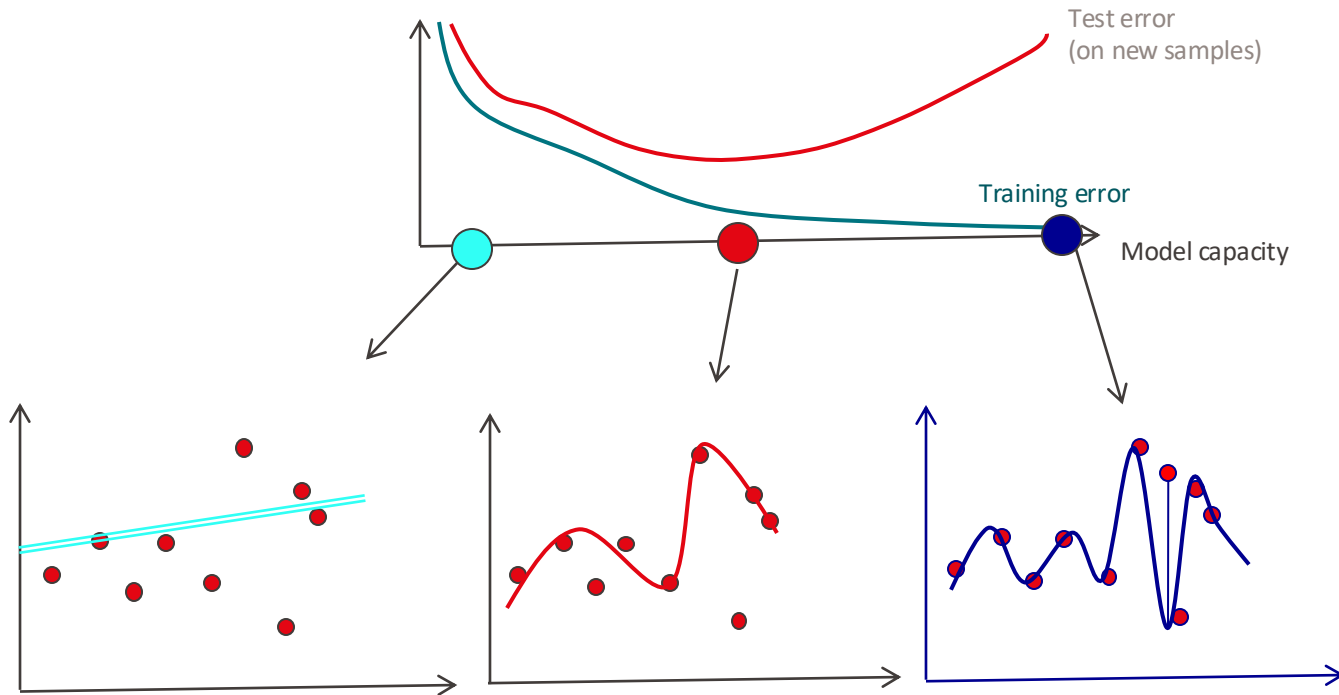 Test error
(on new samples)
Training error
Model capacity